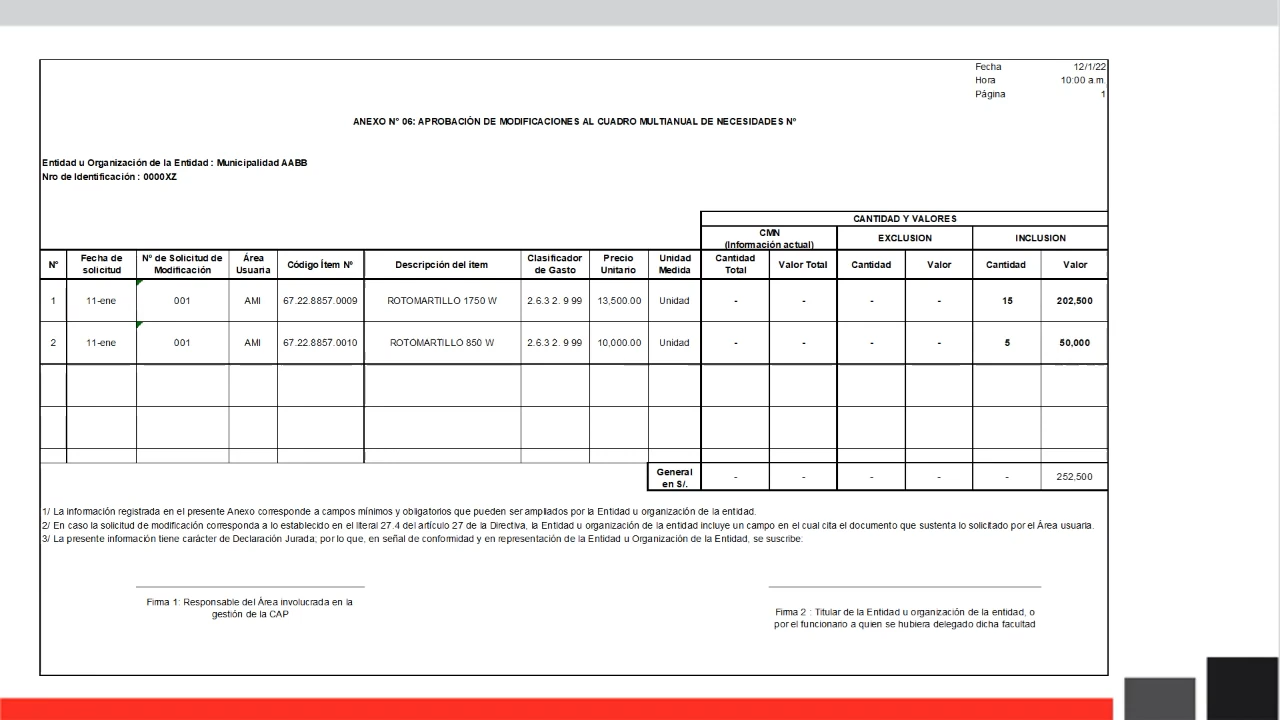 Fecha 12/1/22
Hora 10:00 a.m.
Página 1
ANEXO N° 06: APROBACIÓN DE MODIFICACIONES AL CUADRO MULTIANUAL DE NECESIDADES Nº
Entidad u Organización de la Entidad : Municipalidad AABB
Nro de Identificación : 0000XZ
CANTIDAD Y VALORES
CMN
(Información actual)
EXCLUSION
INCLUSION
N° Fecha de solicitud Nº de Solicitud de Modificación Área Usuaria Código Ítem Nº Descripción del ítem Clasificador de Gasto Precio Unitario Unidad Medida Cantidad Total Valor Total Cantidad Valor Cantidad Valor
1 11-ene 001 AMI 67.22.8857.0009 ROTOMARTILLO 1750 W 2.6.3 2. 9 99 13,500.00 Unidad - - - - 15 202,500
2 11-ene 001 AMI 67.22.8857.0010 ROTOMARTILLO 850 W 2.6.3 2. 9 99 10,000.00 Unidad - - - - 5 50,000
General en S/. - - - - - 252,500
1/ La información registrada en el presente Anexo corresponde a campos mínimos y obligatorios que pueden ser ampliados por la Entidad u organización de la entidad.
2/ En caso la solicitud de modificación corresponda a lo establecido en el literal 27.4 del artículo 27 de la Directiva, la Entidad u organización de la entidad incluye un campo en el cual cita el documento que sustenta lo solicitado por el Área usuaria.
3/ La presente información tiene carácter de Declaración Jurada; por lo que, en señal de conformidad y en representación de la Entidad u Organización de la Entidad, se suscribe:
Firma 1: Responsable del Área involucrada en la
gestión de la CAP
Firma 2 : Titular de la Entidad u organización de la entidad, o
por el funcionario a quien se hubiera delegado dicha facultad